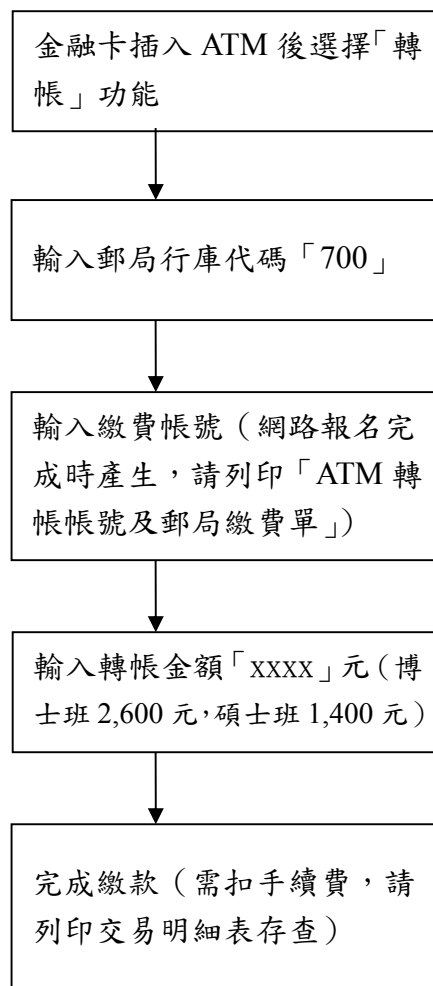 金融卡插入 ATM 後選擇「轉
帳」功能
輸入郵局行庫代碼「700」
輸入繳費帳號（網路報名完
成時產生，請列印「ATM 轉
帳帳號及郵局繳費單」）
輸入轉帳金額「xxxx」元（博
士班 2,600 元，碩士班 1,400 元）
完成繳款（需扣手續費，請
列印交易明細表存查）